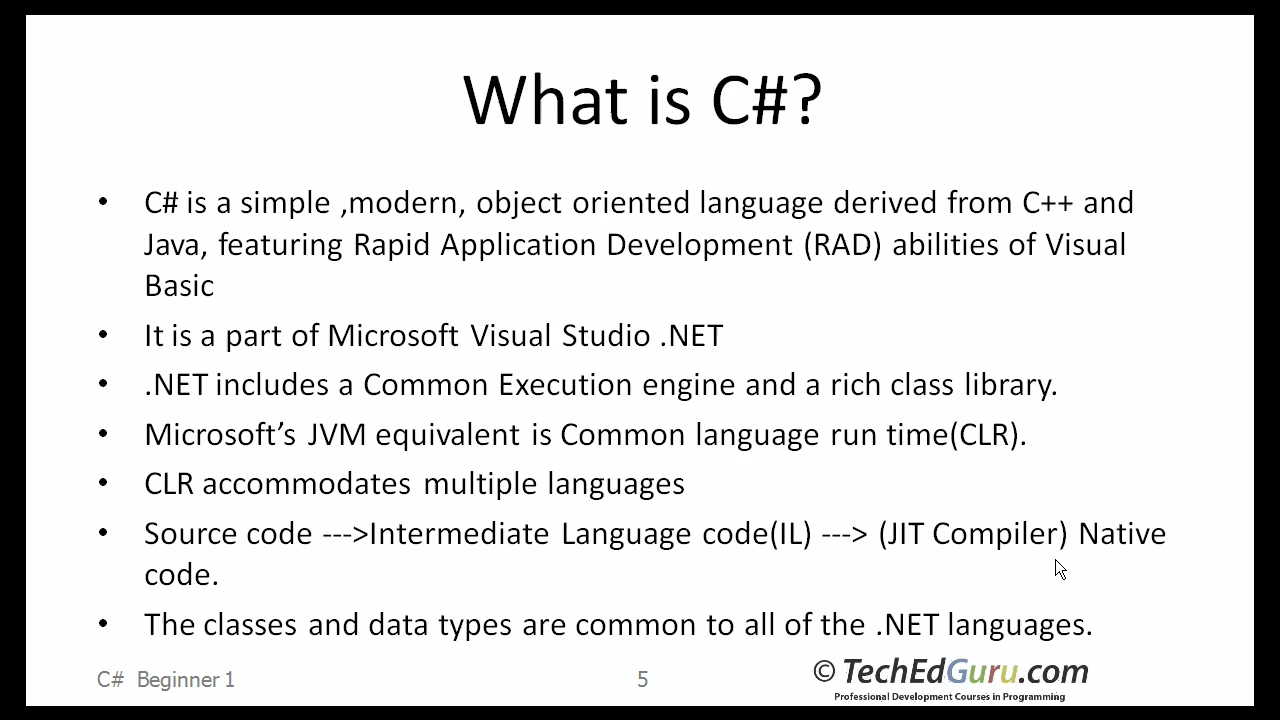 What is C#?
• C# is a simple ,modern, object oriented language derived from C++ and
Java, featuring Rapid Application Development (RAD) abilities of Visual
Basic
• It is a part of Microsoft Visual Studio .NET
• .NET includes a Common Execution engine and a rich class library.
• Microsoft’s JVM equivalent is Common language run time(CLR).
• CLR accommodates multiple languages
• Source code --->Intermediate Language code(IL) ---> (JIT Compiler) Native
code.
• The classes and data types are common to all of the .NET languages.
C# Beginner 1
5
© TechEdGuru.com
Professional Development Courses in Programming